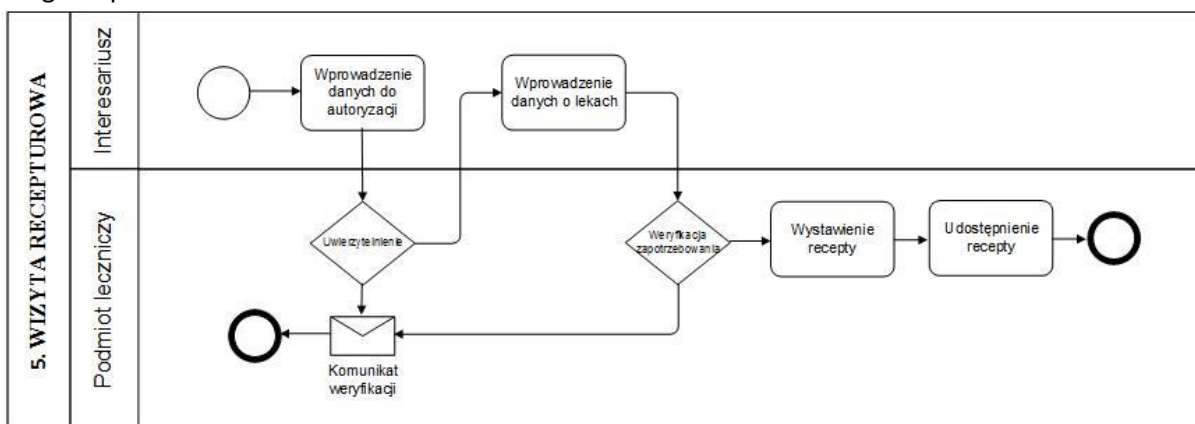 5. WIZYTA RECEPTUROWA
Interesariusz
Wprowadzenie
danych do
autoryzacji
Wprowadzenie
danych o lekach
Podmiot leczniczy
Uwierzytelnienie
Weryfikacja
zapotrzebowania
Wystawienie
recepty
Udostępnienie
recepty
Komunikat
weryfikacji